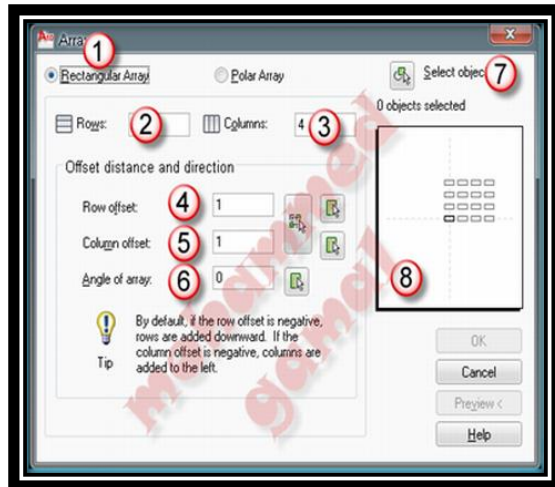 Array
1
Rectangular Array
Polar Array
Select objects
7
0 objects selected
Rows:
2
Columns:
4
3
Offset distance and direction
Row offset:
4
1
Column offset:
5
1
Angle of array:
6
0
8
Tip
By default, if the row offset is negative,
rows are added downward. If the
column offset is negative, columns are
added to the left.
OK
Cancel
Preview <
Help
mohammed
gamal